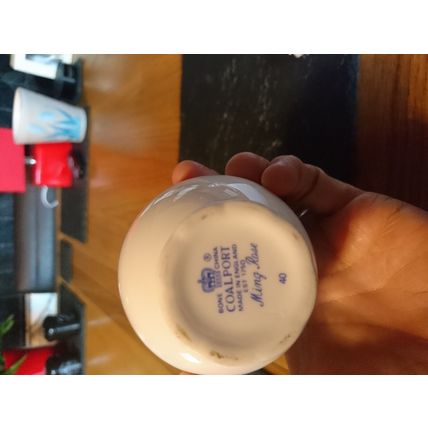 BONE CHINA
®
COALPORT
MADE IN ENGLAND
EST 1750
Ming Rose
40